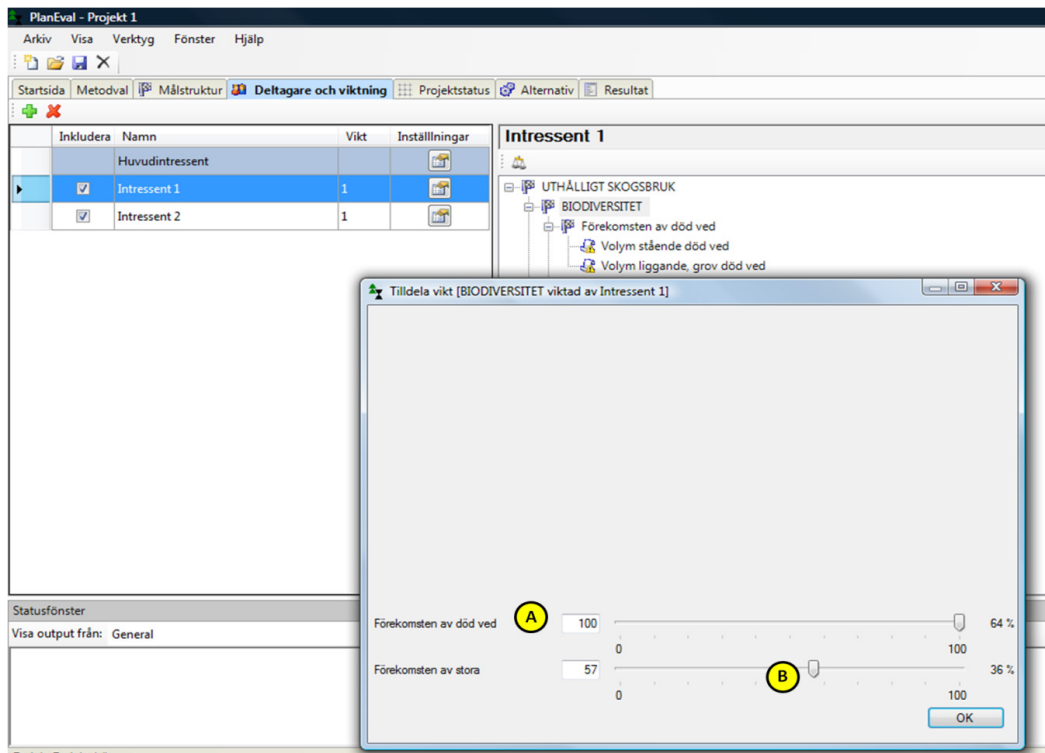 PlanEval - Projekt 1
Arkiv Visa Verktyg Fönster Hjälp
Startsida Metodval Målstruktur Deltagare och viktning Projektstatus Alternativ Resultat
Inkludera Namn Vikt Inställlningar
Huvudintressent
Intressent 1 1
Intressent 2 1
Intressent 1
UTHÅLLIGT SKOGSBRUK
BIODIVERSITET
Förekomsten av död ved
Volym stående död ved
Volym liggande, grov död ved
Tilldela vikt [BIODIVERSITET viktad av Intressent 1]
Förekomsten av död ved A 100 64 %
0 100
Förekomsten av stora 57 B 36 %
0 100
OK
Statusfönster
Visa output från: General